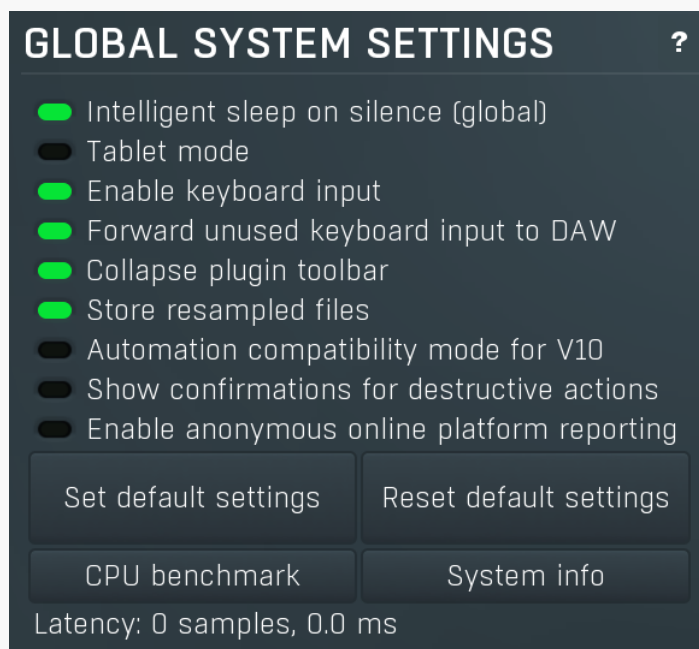 GLOBAL SYSTEM SETTINGS ?
Intelligent sleep on silence (global)
Tablet mode
Enable keyboard input
Forward unused keyboard input to DAW
Collapse plugin toolbar
Store resampled files
Automation compatibility mode for V10
Show confirmations for destructive actions
Enable anonymous online platform reporting
Set default settings
Reset default settings
CPU benchmark
System info
Latency: 0 samples, 0.0 ms